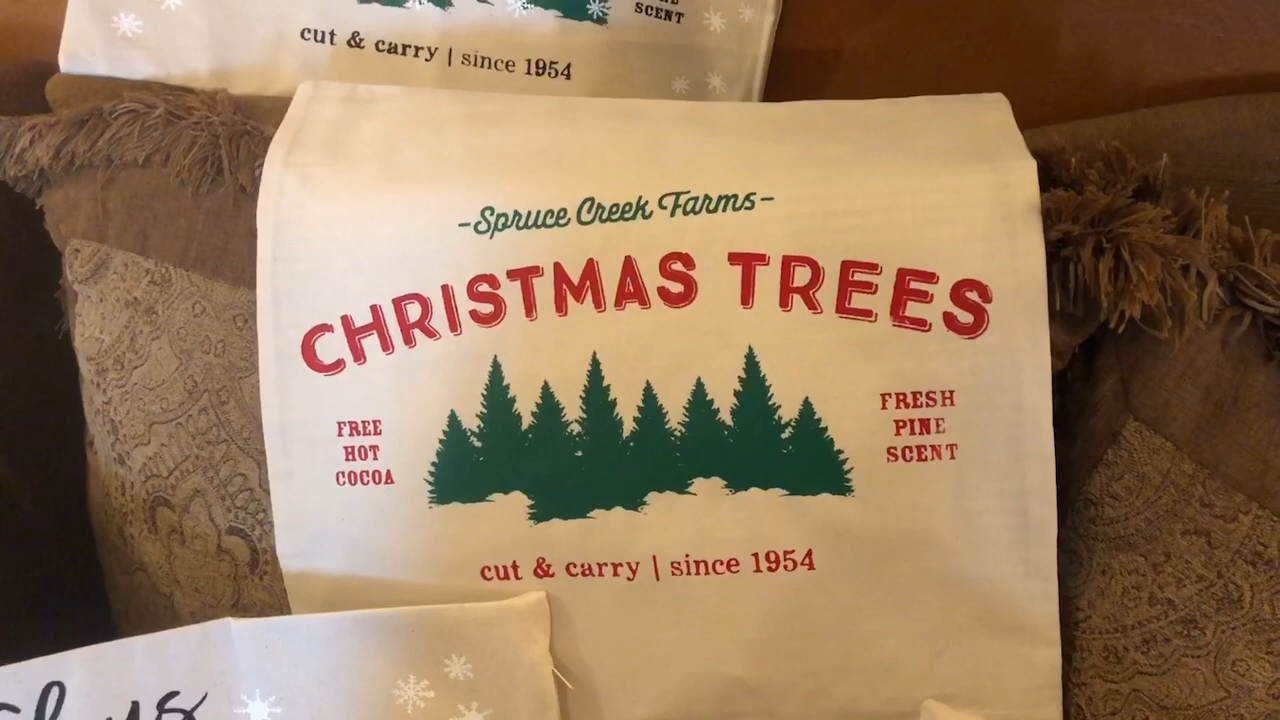 SCENT
cut & carry | since 1954
-Spruce Creek Farms-
CHRISTMAS TREES
FREE
HOT
COCOA
FRESH
PINE
SCENT
cut & carry | since 1954